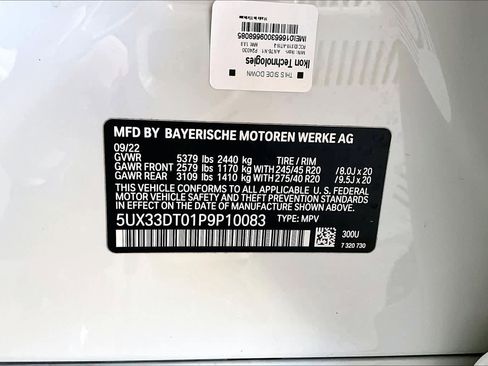 THIS SIDE DOWN
Ikon Technologies
Made in Vietnam
MFD BY BAYERISCHE MOTOREN WERKE AG
09/22
GVWR 5379 lbs 2440 kg TIRE / RIM
GAWR FRONT 2579 lbs 1170 kg 245/45 R20 / 8.0J x 20
GAWR REAR 3109 lbs 1410 kg 275/40 R20 / 9.5J x 20
THIS VEHICLE CONFORMS TO ALL APPLICABLE U.S. FEDERAL
MOTOR VEHICLE SAFETY AND THEFT PREVENTION
STANDARDS IN EFFECT ON THE DATE OF MANUFACTURE
SHOWN ABOVE.
5UX33DT01P9P10083 TYPE: MPV
300U
7 320 730